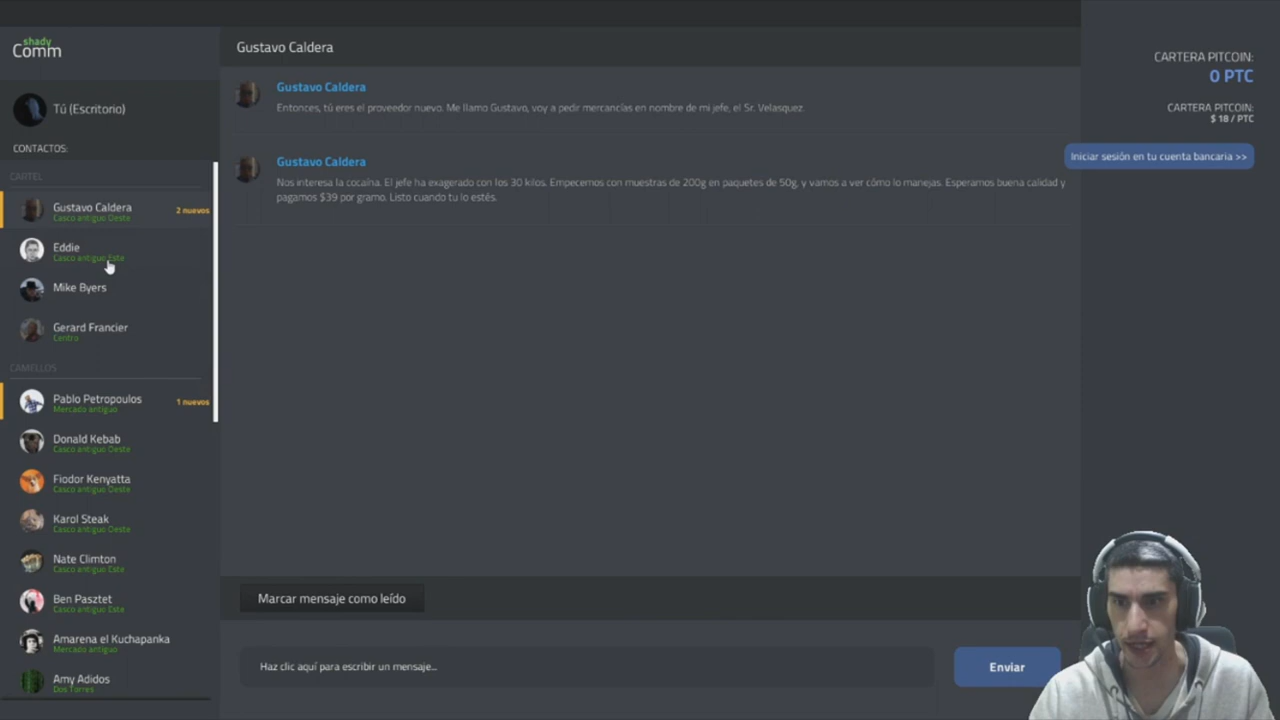 shady
Comm
Tú (Escritorio)
CONTACTOS:
CARTEL
Gustavo Caldera
Casco antiguo Oeste
2 nuevos
Eddie
Casco antiguo Este
Mike Byers
Gerard Francier
Centro
CAMELLOS
Pablo Petropoulos
Mercado antiguo
1 nuevos
Donald Kebab
Casco antiguo Oeste
Fiodor Kenyatta
Casco antiguo Oeste
Karol Steak
Casco antiguo Oeste
Nate Climton
Casco antiguo Este
Ben Pasztet
Casco antiguo Este
Amarena el Kuchapanka
Mercado antiguo
Amy Adidos
Dos Torres
Gustavo Caldera
Gustavo Caldera
Entonces, tú eres el proveedor nuevo. Me llamo Gustavo, voy a pedir mercancías en nombre de mi jefe, el Sr. Velasquez.
Gustavo Caldera
Nos interesa la cocaína. El jefe ha exagerado con los 30 kilos. Empecemos con muestras de 200g en paquetes de 50g, y vamos a ver cómo lo manejas. Esperamos buena calidad y
pagamos $39 por gramo. Listo cuando tu lo estés.
Marcar mensaje como leído
Haz clic aquí para escribir un mensaje...
Enviar
CARTERA PITCOIN:
0 PTC
CARTERA PITCOIN:
$ 18 / PTC
Iniciar sesión en tu cuenta bancaria >>